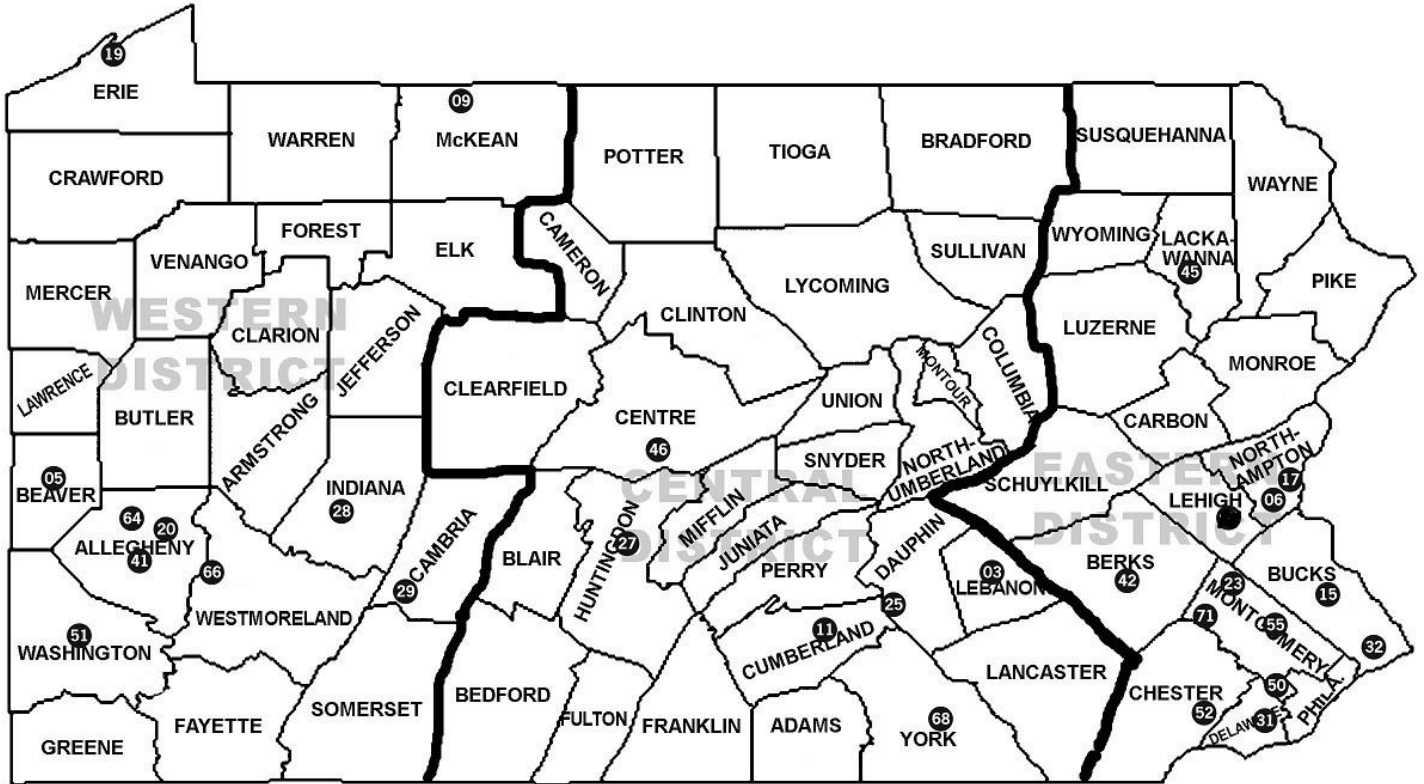 19
ERIE
WARREN
09
McKEAN
POTTER
TIOGA
BRADFORD
SUSQUEHANNA
WAYNE
CRAWFORD
FOREST
VENANGO
ELK
CAMERON
SULLIVAN
WYOMING
LACKA-
WANNA
45
PIKE
MERCER
LYCOMING
CLINTON
WESTERN
DISTRICT
CLARION
JEFFERSON
LUZERNE
COLUMBIA
MONTOUR
MONROE
LAWRENCE
BUTLER
ARMSTRONG
CLEARFIELD
CENTRE
46
UNION
SNYDER
NORTH-
UMBERLAND
CARBON
NORTH-
AMPTON
17
06
05
BEAVER
INDIANA
28
CENTRAL
DISTRICT
EASTERN
DISTRICT
SCHUYLKILL
LEHIGH
64
20
ALLEGHENY
41
66
CAMBRIA
29
BLAIR
HUNTINGDON
27
MIFFLIN
JUNIATA
PERRY
DAUPHIN
25
03
LEBANON
BERKS
42
BUCKS
15
32
23
MONTGOMERY
55
71
WESTMORELAND
51
WASHINGTON
11
CUMBERLAND
LANCASTER
CHESTER
52
50
PHILA.
31
GREENE
FAYETTE
SOMERSET
BEDFORD
FULTON
FRANKLIN
ADAMS
68
YORK